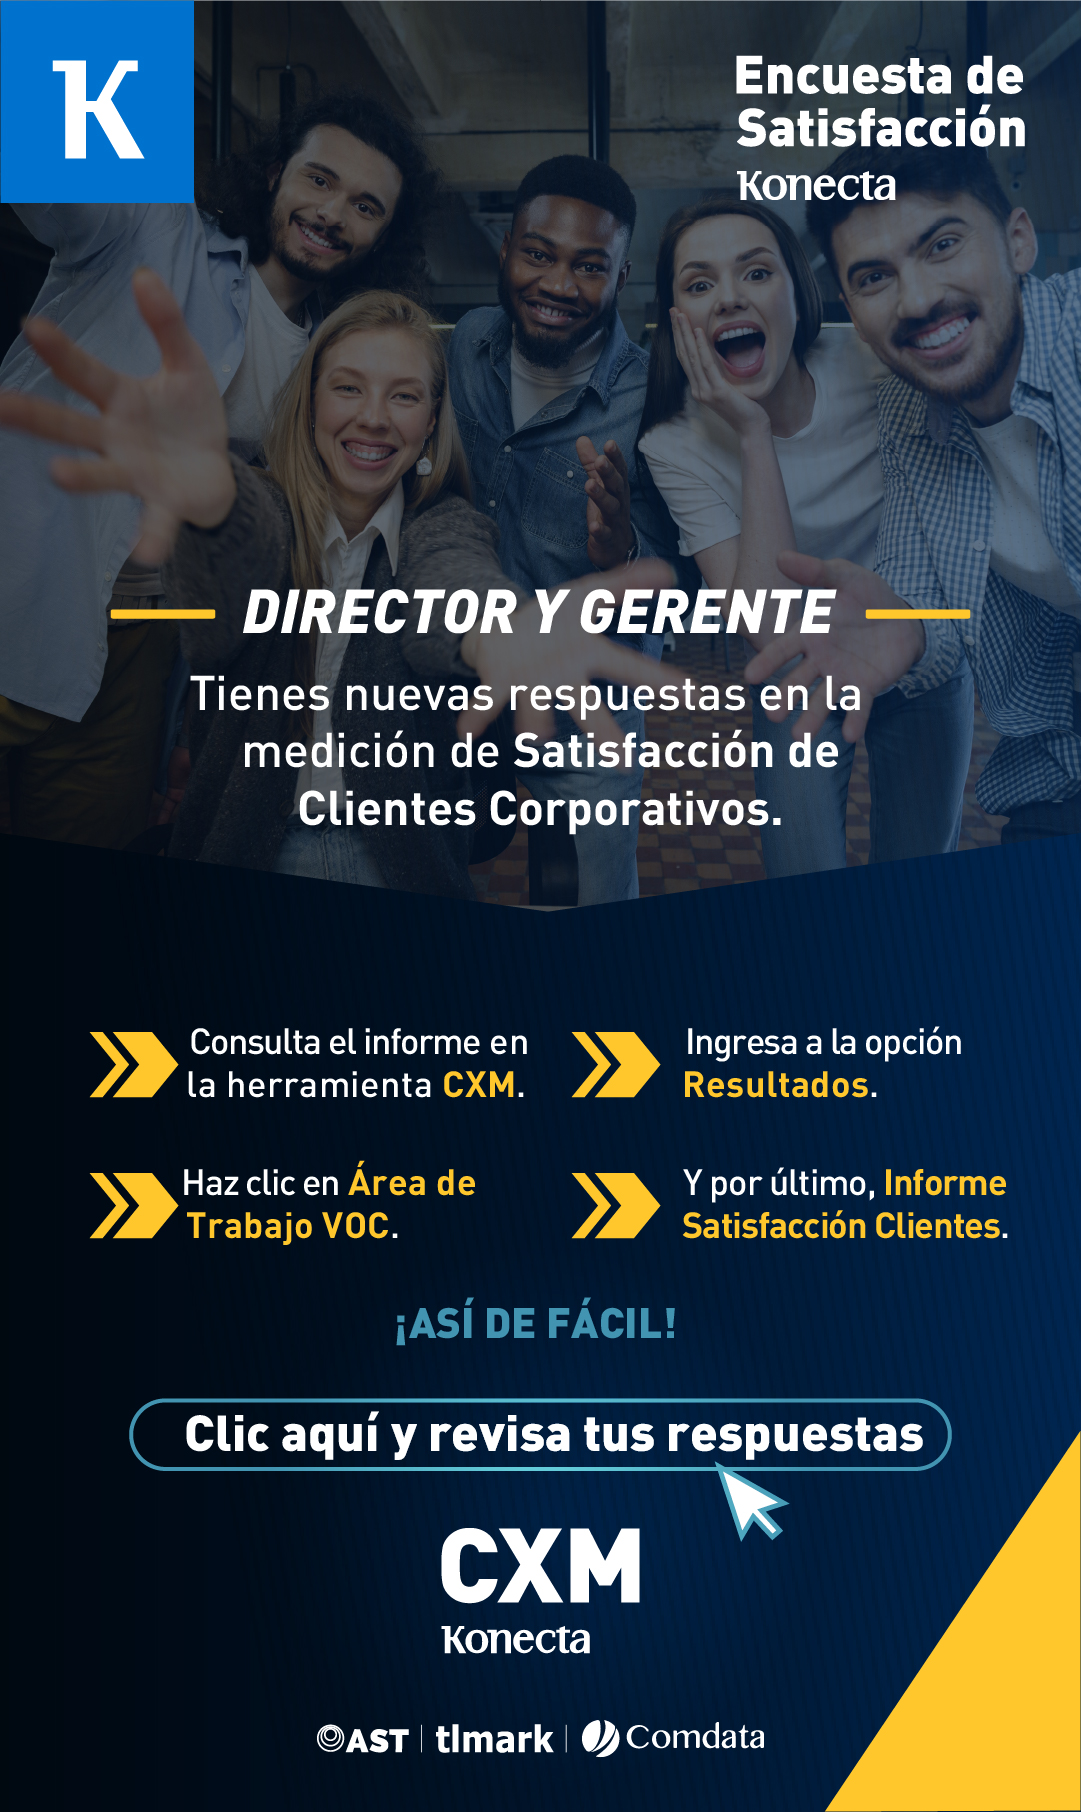 K
Encuesta de
Satisfacción
Konecta
DIRECTOR Y GERENTE
Tienes nuevas respuestas en la
medición de Satisfacción de
Clientes Corporativos.
Consulta el informe en
la herramienta CXM.
Ingresa a la opción
Resultados.
Haz clic en Área de
Trabajo VOC.
Y por último, Informe
Satisfacción Clientes.
¡ASÍ DE FÁCIL!
Clic aquí y revisa tus respuestas
CXM
Konecta
AST | tlmark | Comdata